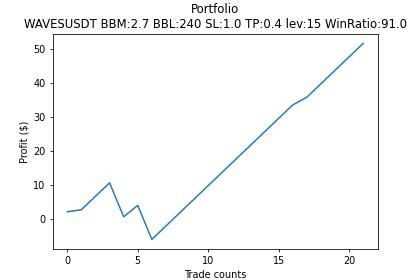 Portfolio
WAVESUSDT BBM:2.7 BBL:240 SL:1.0 TP:0.4 lev:15 WinRatio:91.0
50
40
30
20
10
0
Profit ($)
0 5 10 15 20
Trade counts